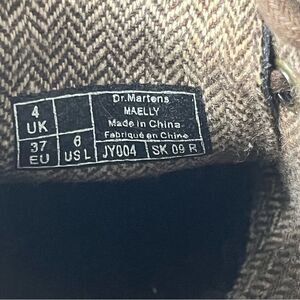 4
UK
37
EU
6
US L
Dr.Martens
MAELLY
Made in China
Fabriqué en Chine
JY004
SK 09 R